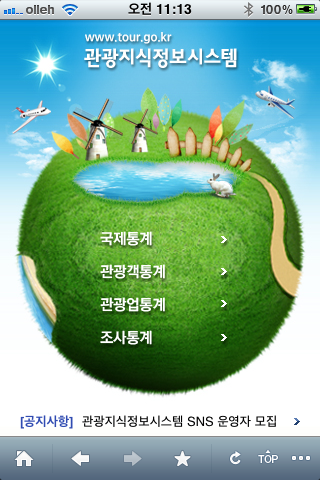 olleh 오전 11:13 100%
www.tour.go.kr
관광지식정보시스템
국제통계
관광객통계
관광업통계
조사통계
[공지사항] 관광지식정보시스템 SNS 운영자 모집
TOP